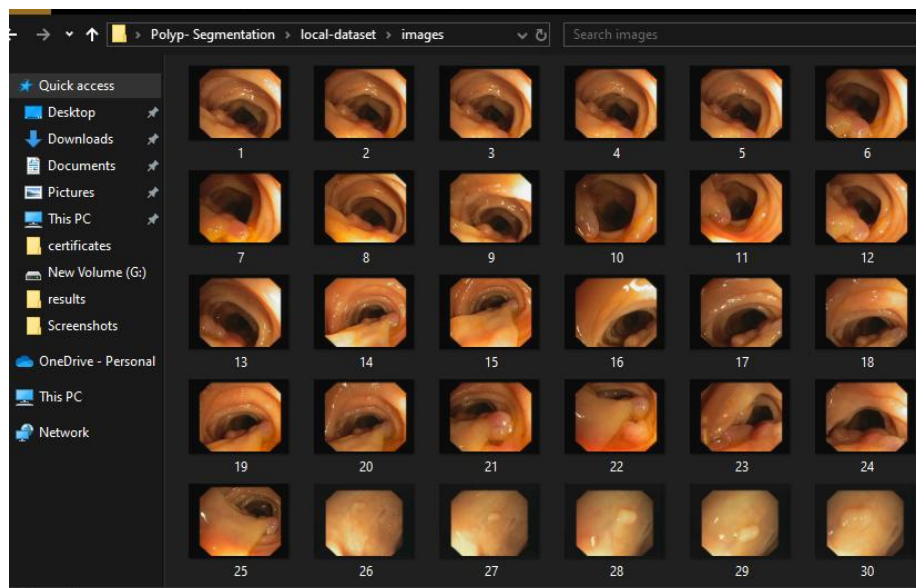 Polyp- Segmentation > local-dataset > images
Search images
Quick access
Desktop
Downloads
Documents
Pictures
This PC
certificates
New Volume (G:)
results
Screenshots
OneDrive - Personal
This PC
Network
1 2 3 4 5 6
7 8 9 10 11 12
13 14 15 16 17 18
19 20 21 22 23 24
25 26 27 28 29 30